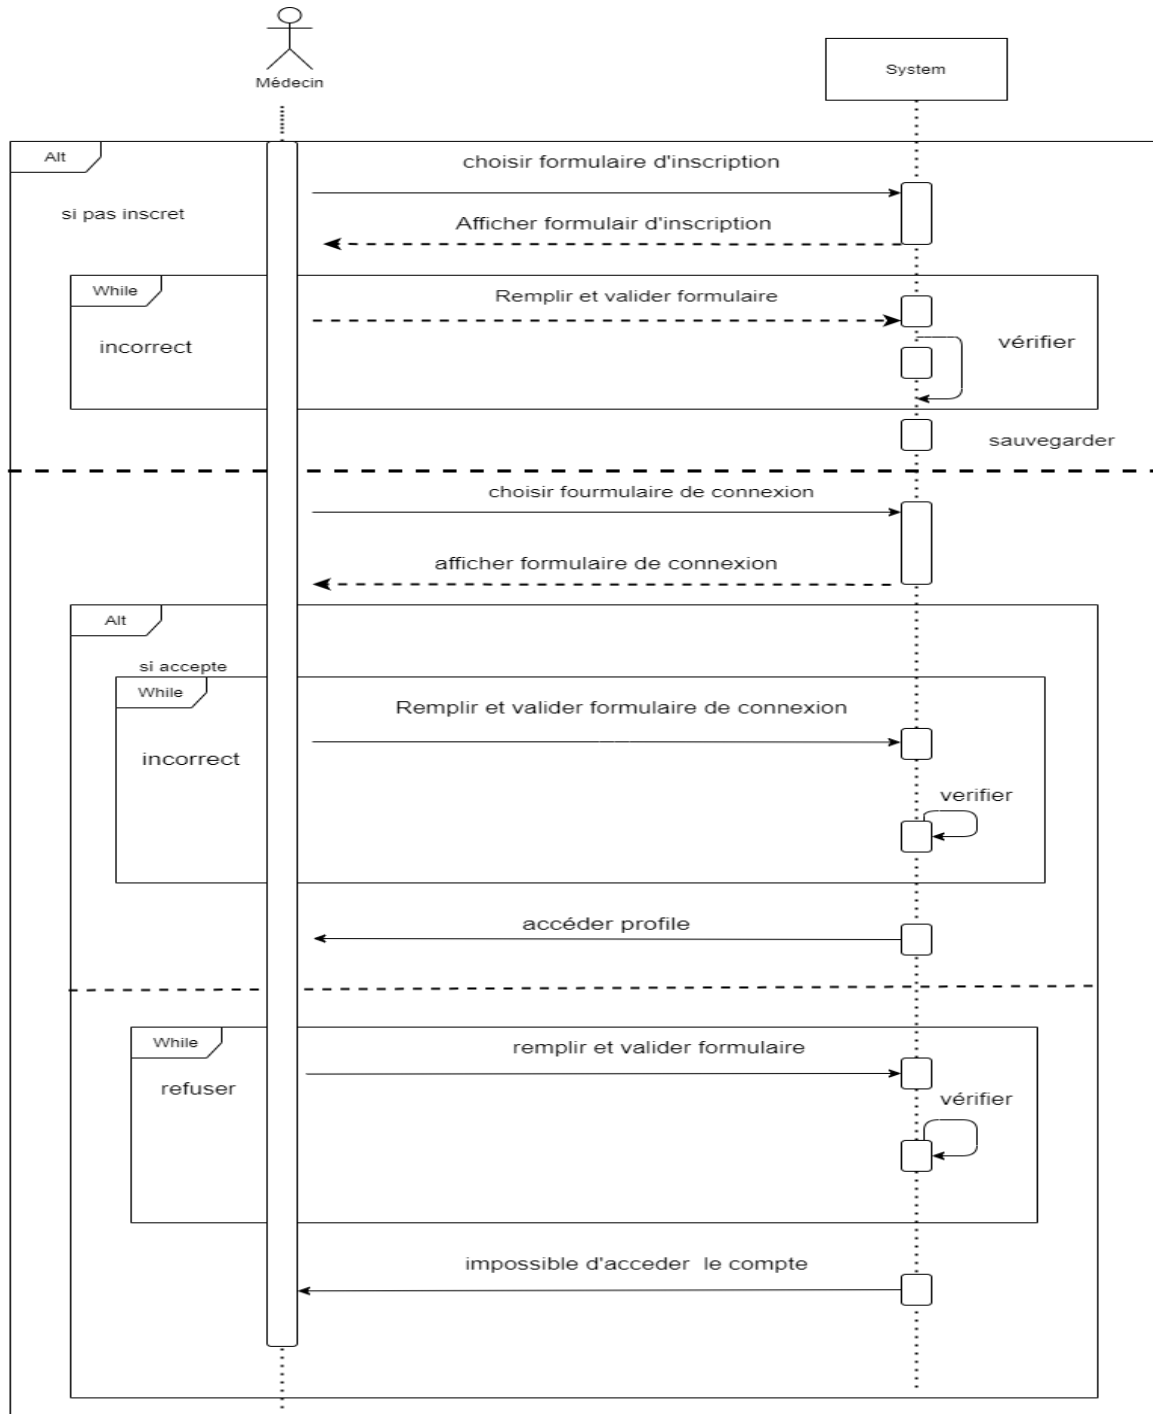 Médecin
System
Alt
choisir formulaire d'inscription
si pas inscret
Afficher formulair d'inscription
While
Remplir et valider formulaire
incorrect
vérifier
sauvegarder
choisir fourmulaire de connexion
afficher formulaire de connexion
Alt
si accepte
While
Remplir et valider formulaire de connexion
incorrect
verifier
accéder profile
While
remplir et valider formulaire
refuser
vérifier
impossible d'acceder le compte